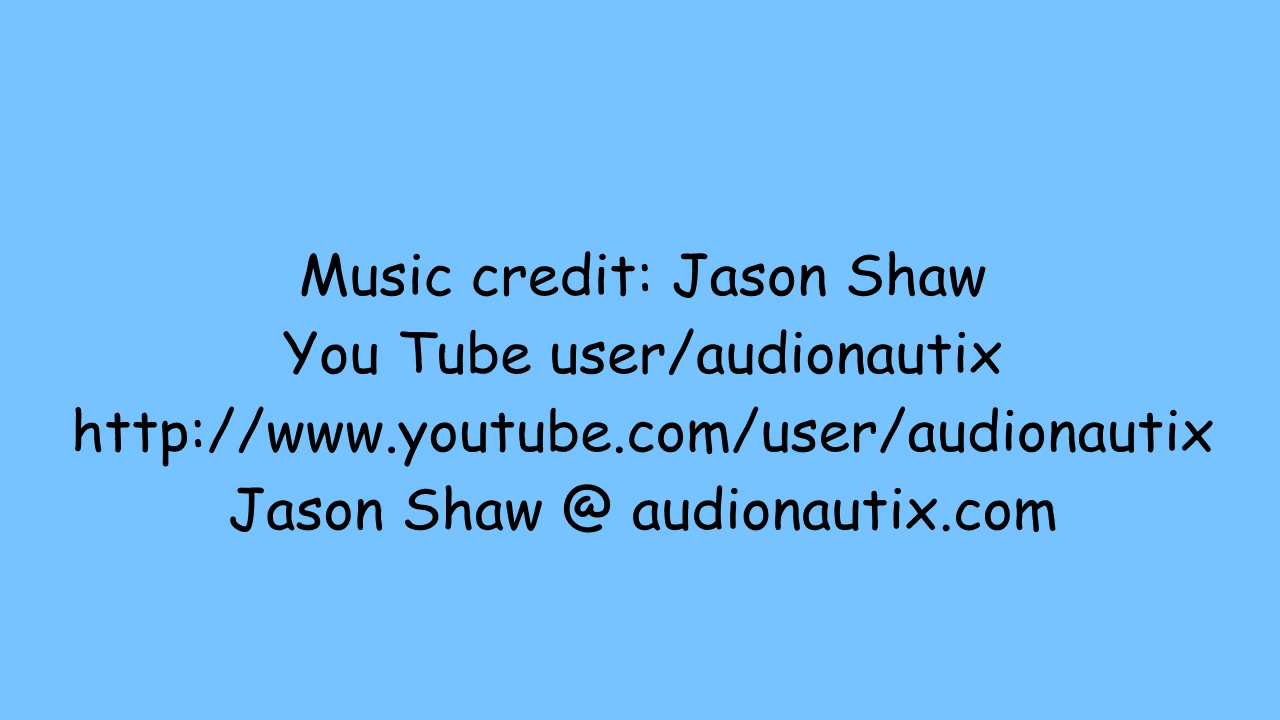 Music credit: Jason Shaw
You Tube user/audionautix
http://www.youtube.com/user/audionautix
Jason Shaw @ audionautix.com